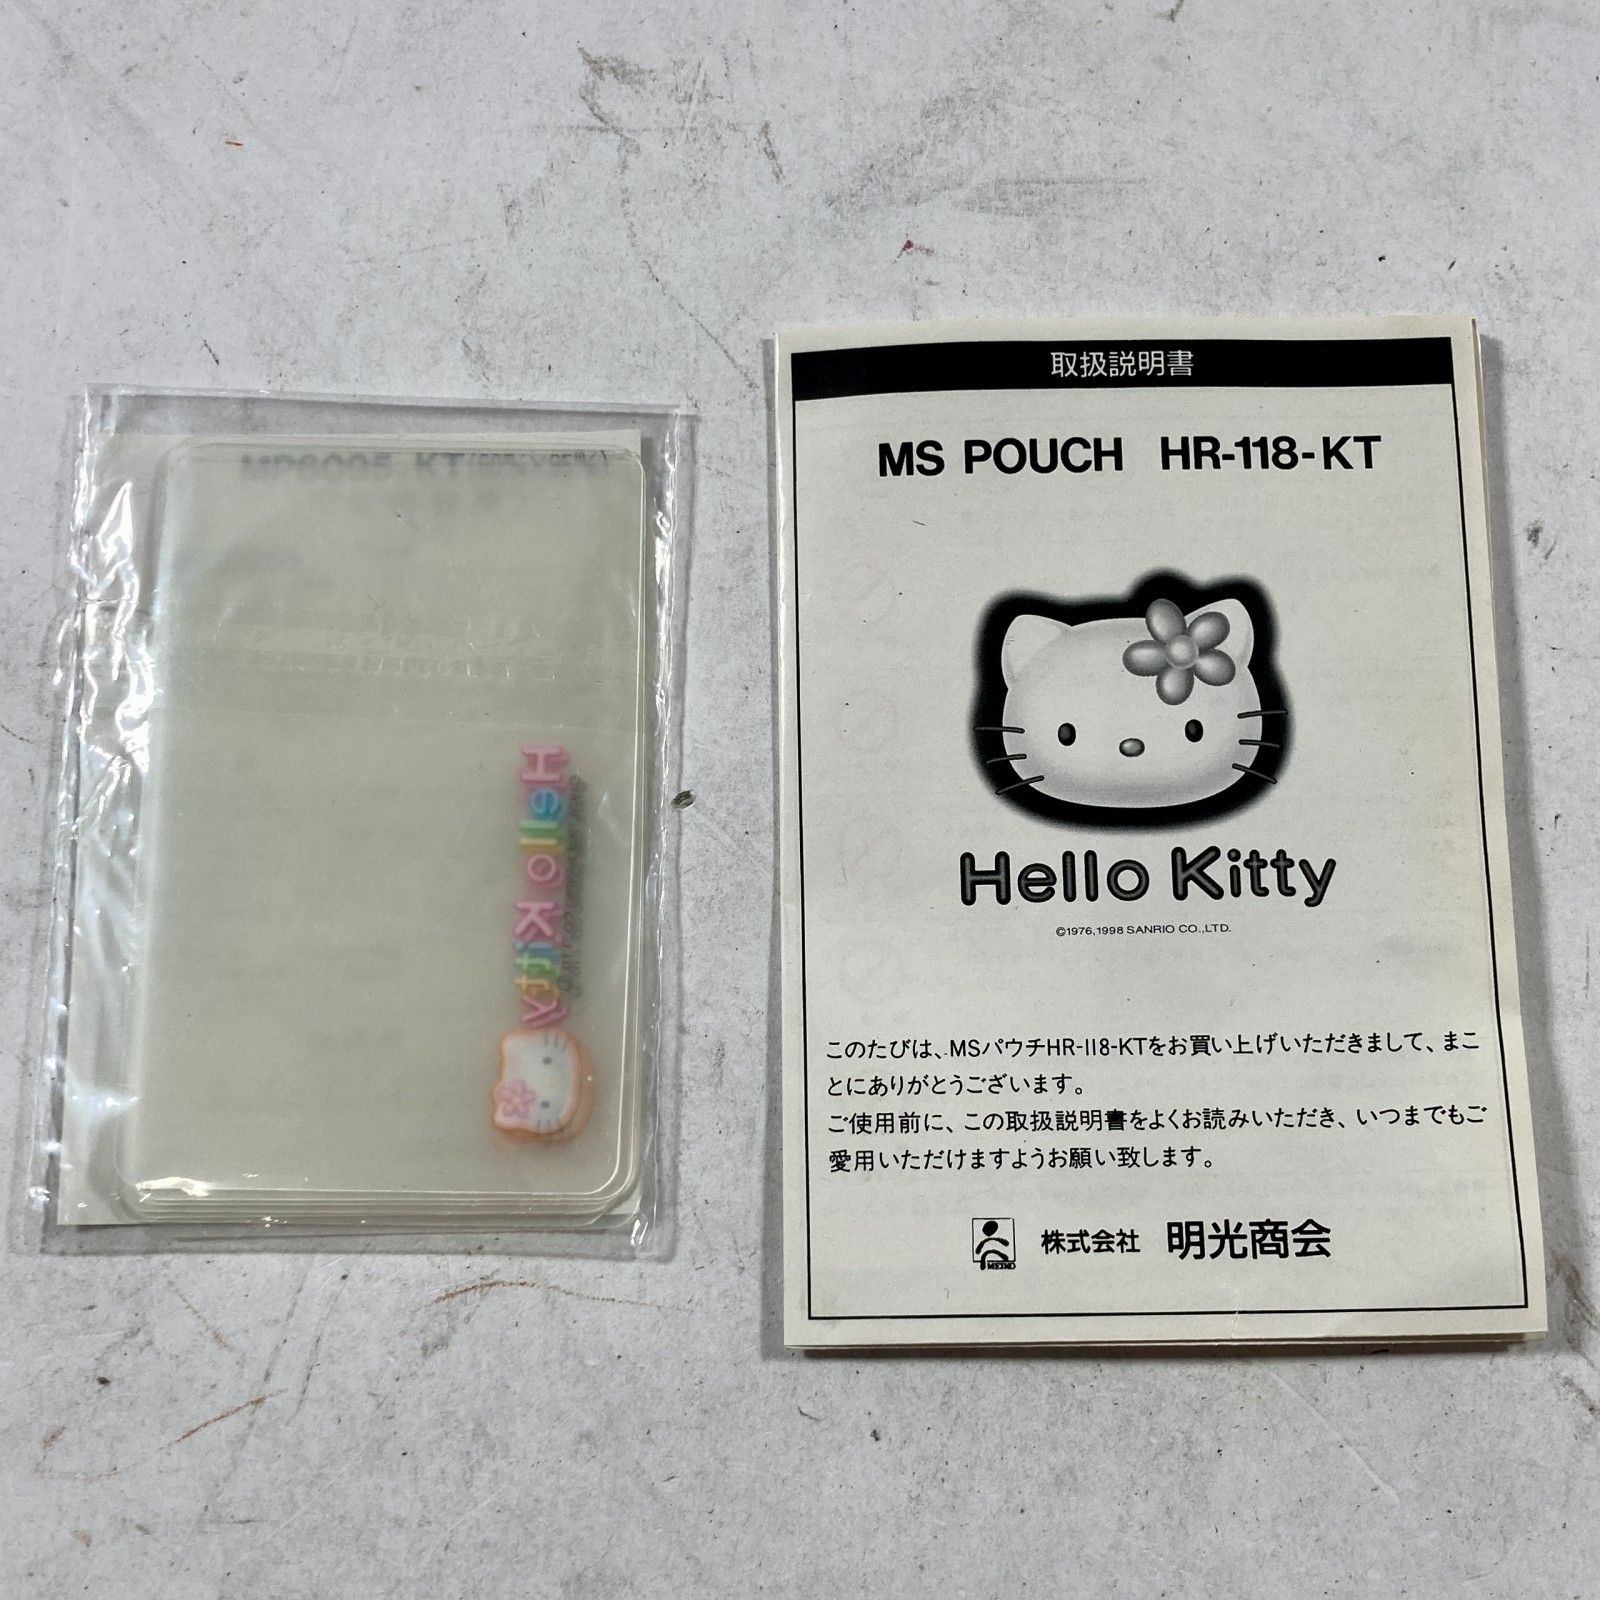 取扱説明書
MS POUCH HR-118-KT
Hello Kitty
©1976,1998 SANRIO CO.,LTD.
このたびは、MSパウチHR-118-KTをお買い上げいただきまして、まこ
とにありがとうございます。
ご使用前に、この取扱説明書をよくお読みいただき、いつまでもご
愛用いただけますようお願い致します。
MEIKO
株式会社 明光商会
Hello Kitty